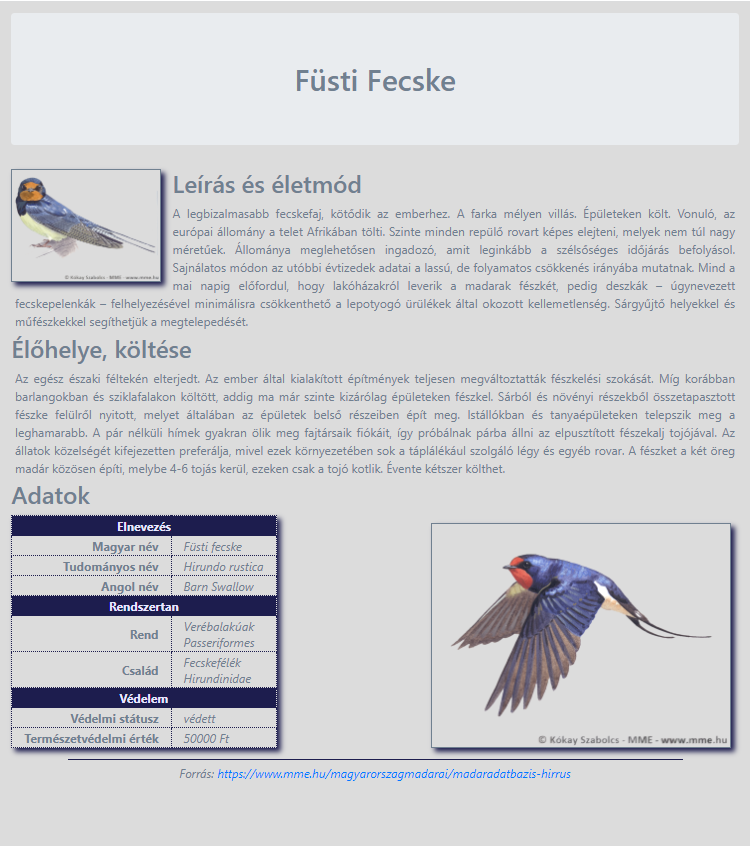 Füsti Fecske
© Kókay Szabolcs - MME - www.mme.hu
Leírás és életmód
A legbizalmasabb fecskefaj, kötődik az emberhez. A farka mélyen villás. Épületeken költ. Vonuló, az
európai állomány a telet Afrikában tölti. Szinte minden repülő rovart képes elejteni, melyek nem túl nagy
méretűek. Állománya meglehetősen ingadozó, amit leginkább a szélsőséges időjárás befolyásol.
Sajnálatos módon az utóbbi évtizedek adatai a lassú, de folyamatos csökkenés irányába mutatnak. Mind a
mai napig előfordul, hogy lakóházakról leverik a madarak fészkét, pedig deszkák – úgynevezett
fecskepelenkák – felhelyezésével minimálisra csökkenthető a lepotyogó ürülékek által okozott kellemetlenség. Sárgyűjtő helyekkel és
műfészkekkel segíthetjük a megtelepedését.
Élőhelye, költése
Az egész északi féltekén elterjedt. Az ember által kialakított építmények teljesen megváltoztatták fészkelési szokását. Míg korábban
barlangokban és sziklafalakon költött, addig ma már szinte kizárólag épületeken fészkel. Sárból és növényi részekből összetapasztott
fészke felülről nyitott, melyet általában az épületek belső részeiben épít meg. Istállókban és tanyaépületeken telepszik meg a
leghamarabb. A pár nélküli hímek gyakran ölik meg fajtársaik fiókáit, így próbálnak párba állni az elpusztított fészekalj tojójával. Az
állatok közelségét kifejezetten preferálja, mivel ezek környezetében sok a táplálékául szolgáló légy és egyéb rovar. A fészket a két öreg
madár közösen építi, melybe 4-6 tojás kerül, ezeken csak a tojó kotlik. Évente kétszer költhet.
Adatok
Elnevezés
Magyar név Füsti fecske
Tudományos név Hirundo rustica
Angol név Barn Swallow
Rendszertan
Rend Verébalakúak
Passeriformes
Család Fecskefélék
Hirundinidae
Védelem
Védelmi státusz védett
Természetvédelmi érték 50000 Ft
© Kókay Szabolcs - MME - www.mme.hu
Forrás: https://www.mme.hu/magyarorszagmadarai/madaradatbazis-hirrus